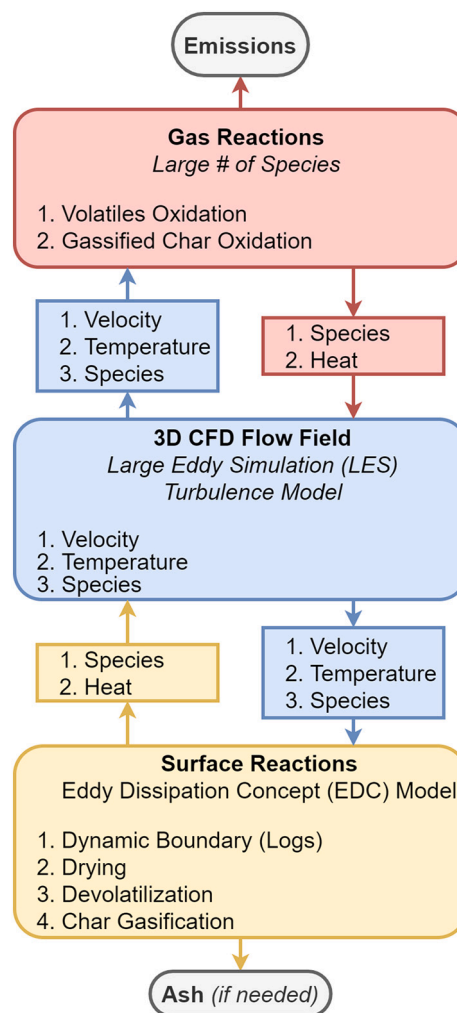 Emissions
Gas Reactions
Large # of Species
1. Volatiles Oxidation
2. Gassified Char Oxidation
1. Velocity
2. Temperature
3. Species
1. Species
2. Heat
3D CFD Flow Field
Large Eddy Simulation (LES)
Turbulence Model
1. Velocity
2. Temperature
3. Species
1. Species
2. Heat
1. Velocity
2. Temperature
3. Species
Surface Reactions
Eddy Dissipation Concept (EDC) Model
1. Dynamic Boundary (Logs)
2. Drying
3. Devolatilization
4. Char Gasification
Ash (if needed)